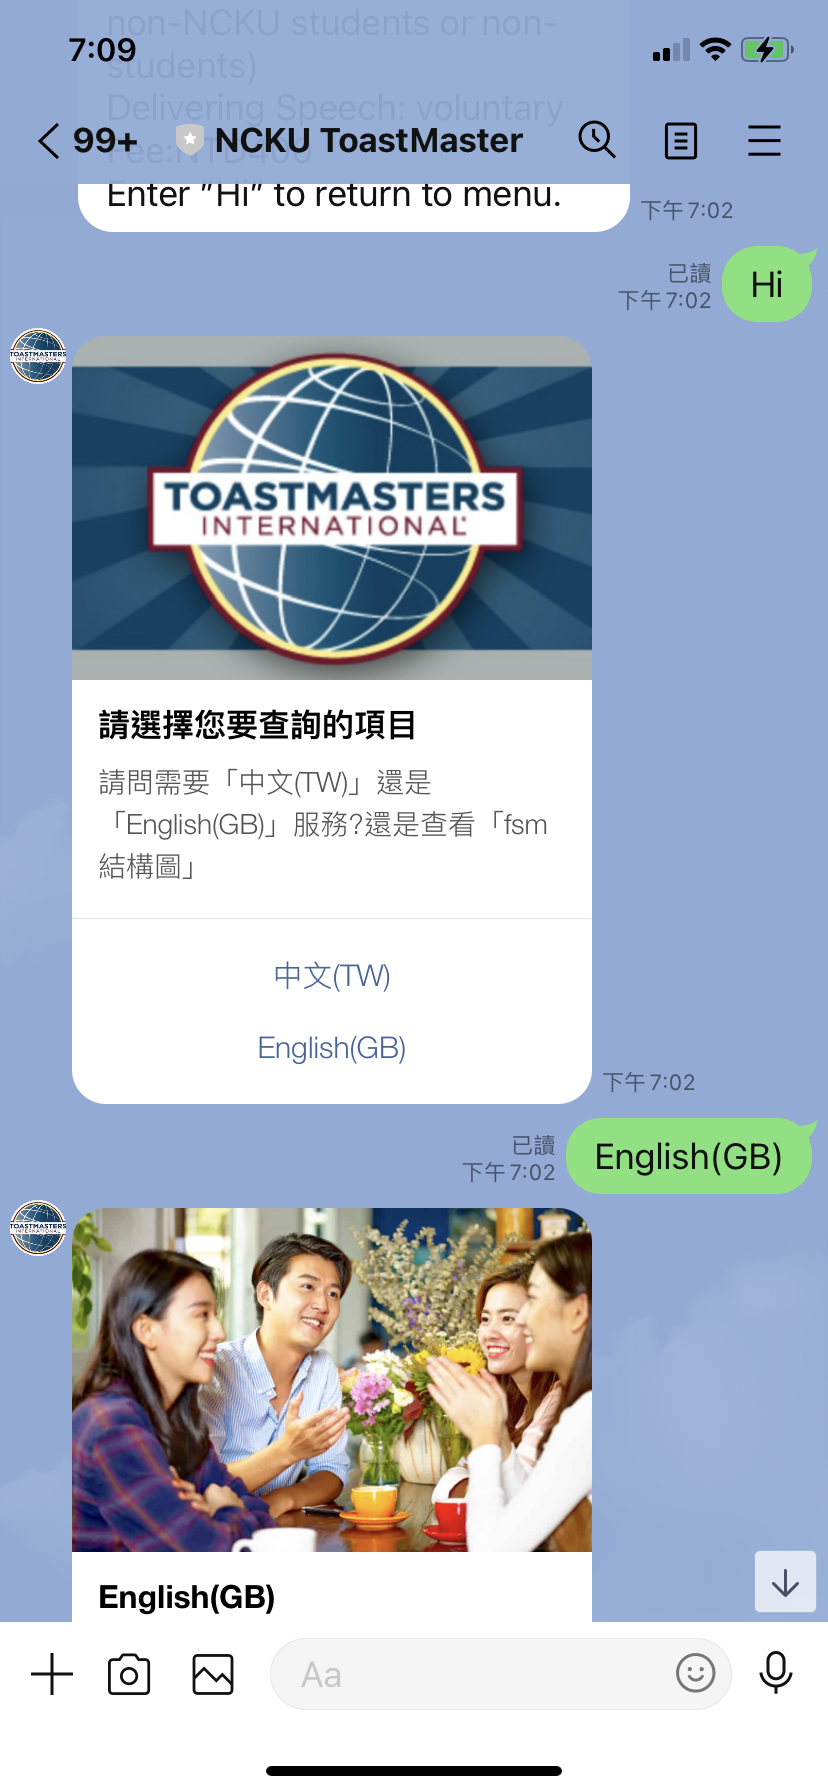 non-NCKU students or non-
students)
Delivering Speech: voluntary
Fee:NTD400
7:09
99+
NCKU ToastMaster
Enter "Hi" to return to menu.
下午 7:02
已讀
下午 7:02
Hi
TOASTMASTERS
INTERNATIONAL
TOASTMASTERS
INTERNATIONAL
請選擇您要查詢的項目
請問需要「中文(TW)」還是
「English(GB)」服務?還是查看「fsm
結構圖」
中文(TW)
English(GB)
下午 7:02
已讀
下午 7:02
English(GB)
TOASTMASTERS
INTERNATIONAL
English(GB)
Aa